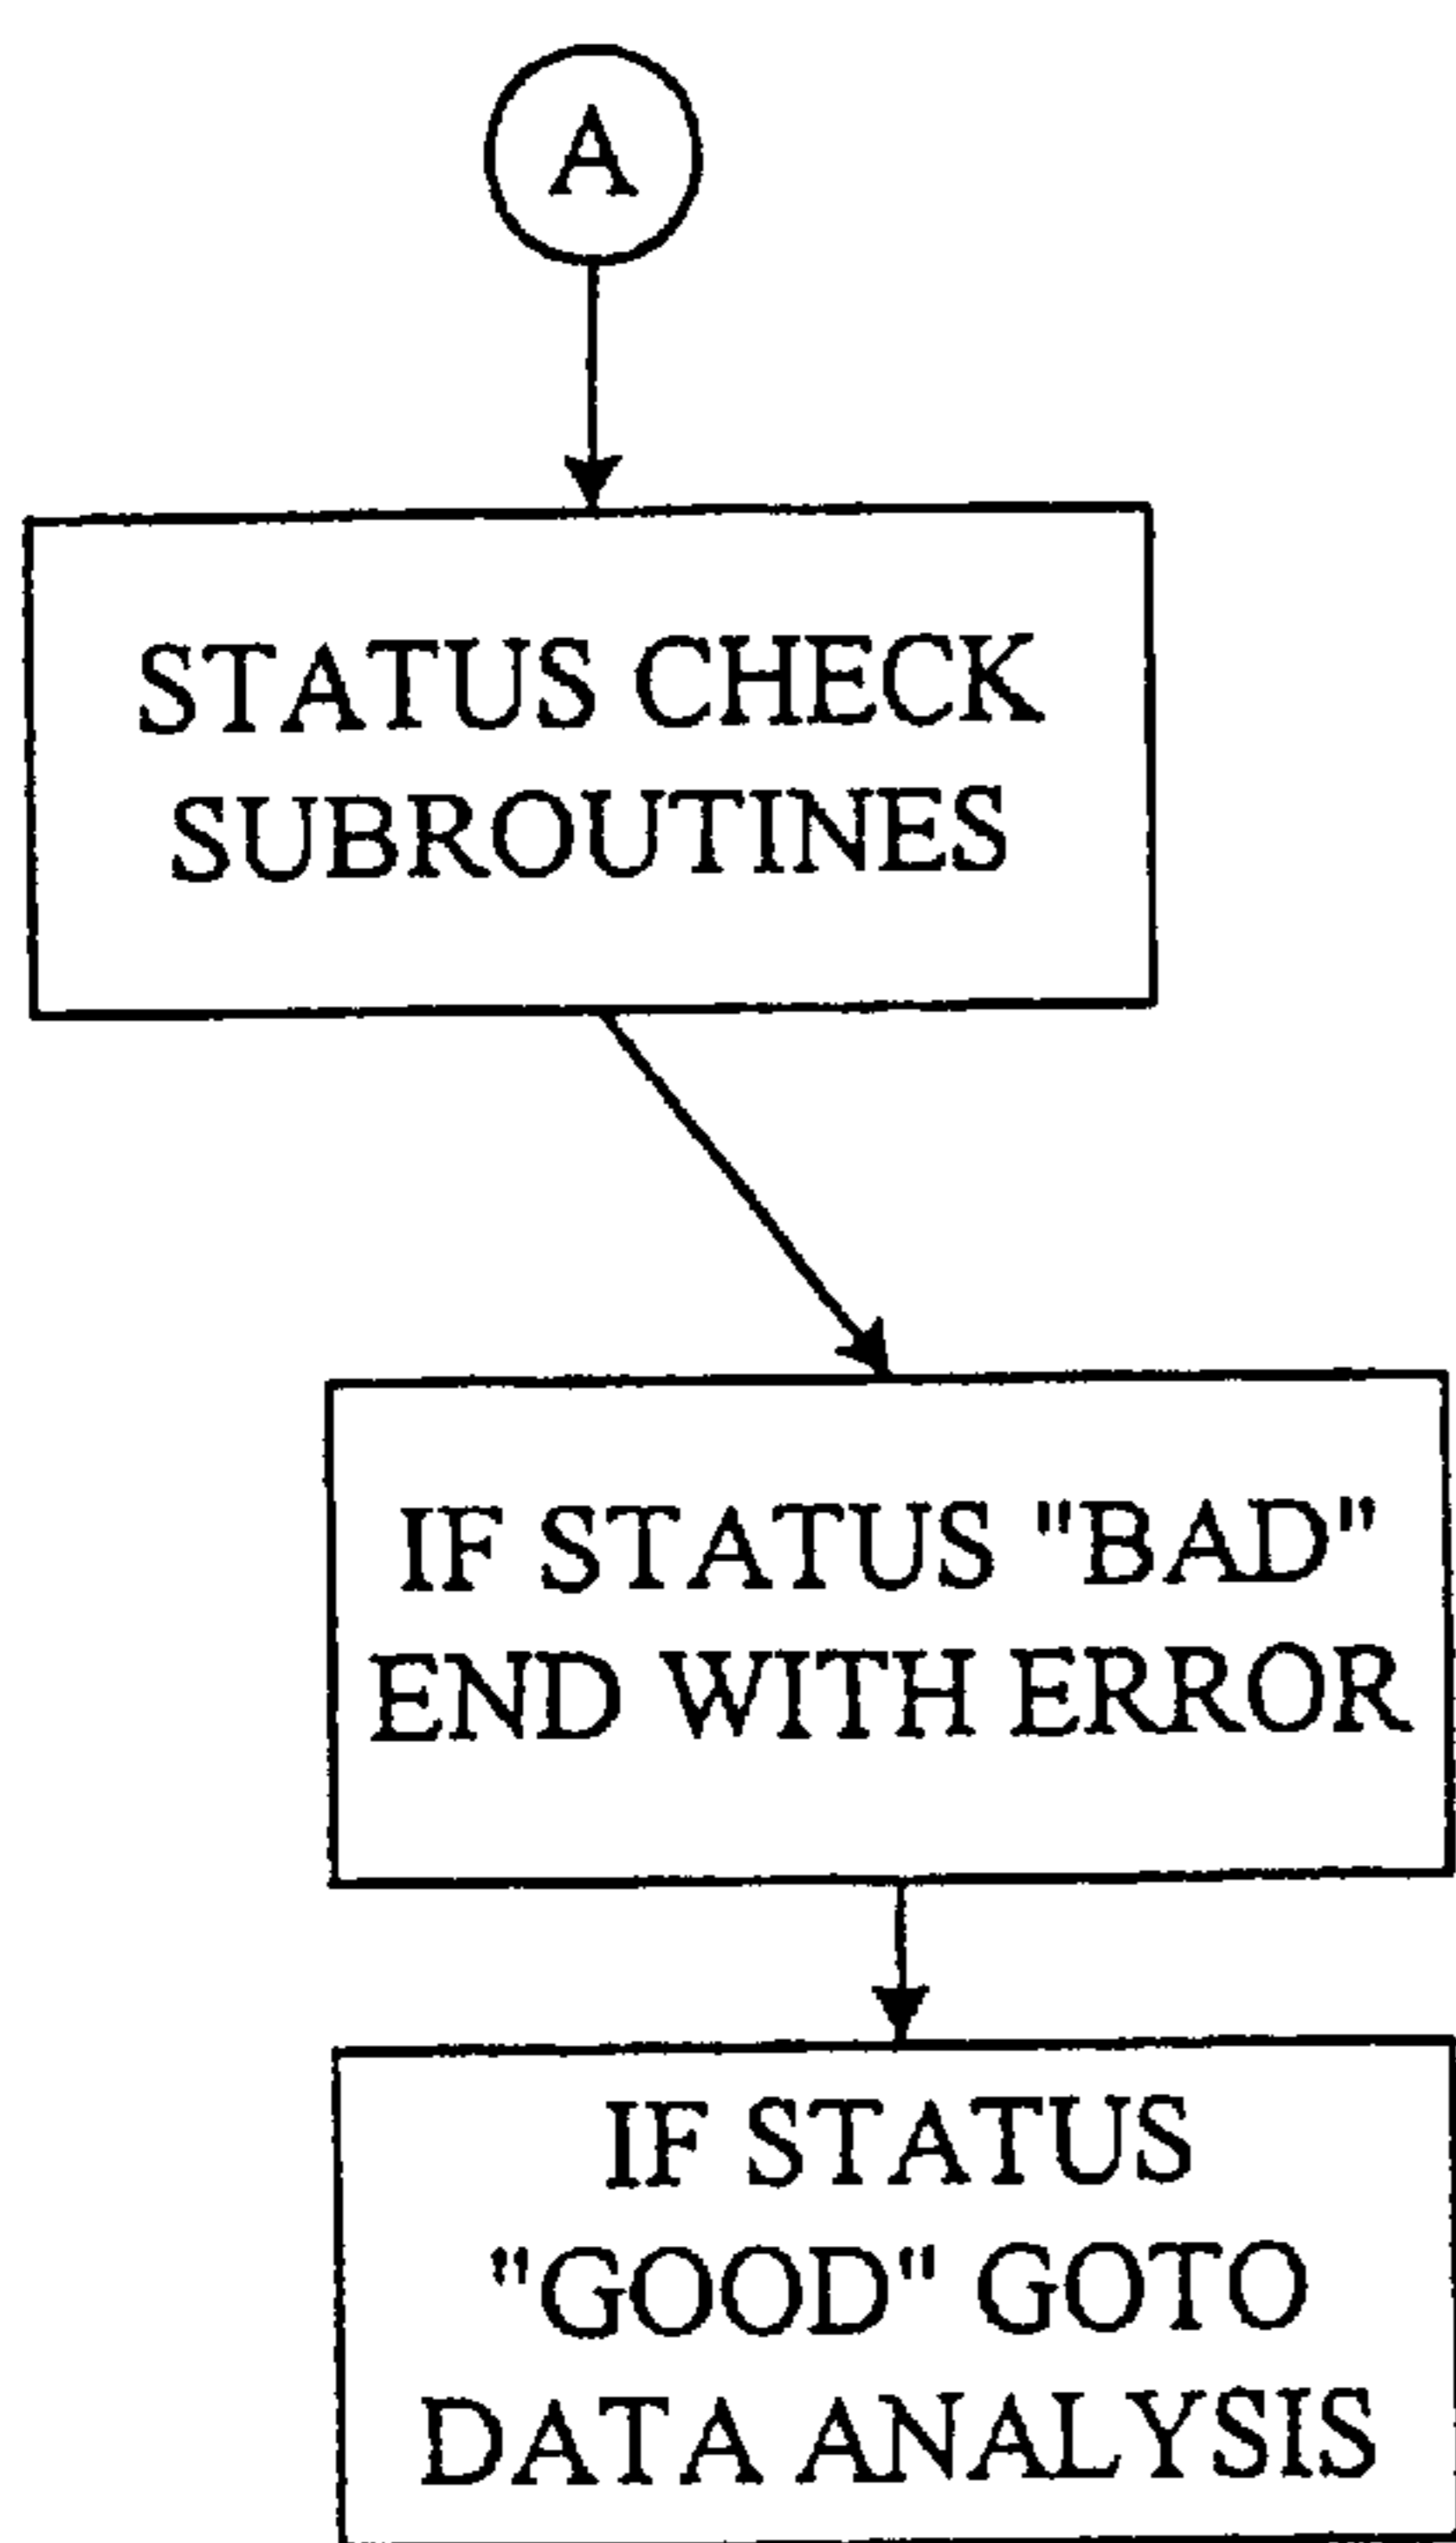 A
STATUS CHECK
SUBROUTINES
IF STATUS "BAD"
END WITH ERROR
IF STATUS
"GOOD" GOTO
DATA ANALYSIS